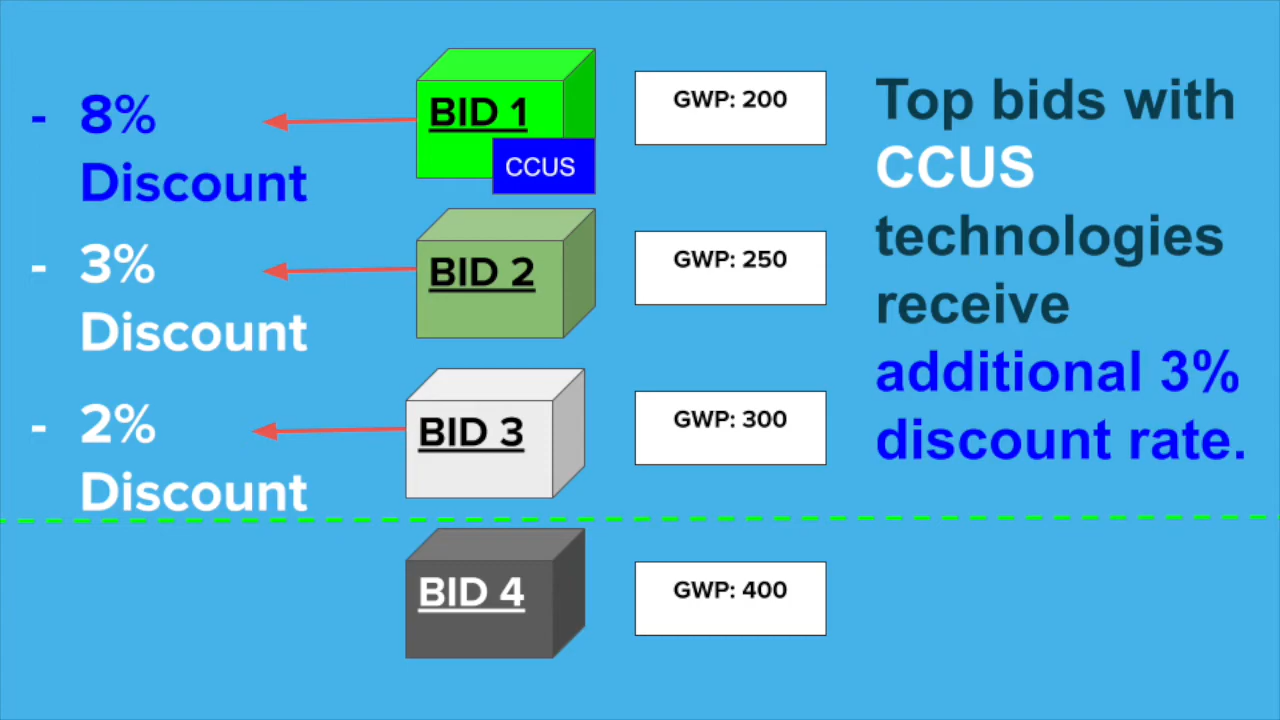 - 8%
Discount
BID 1
CCUS
GWP: 200
- 3%
Discount
BID 2
GWP: 250
- 2%
Discount
BID 3
GWP: 300
BID 4
GWP: 400
Top bids with
CCUS
technologies
receive
additional 3%
discount rate.